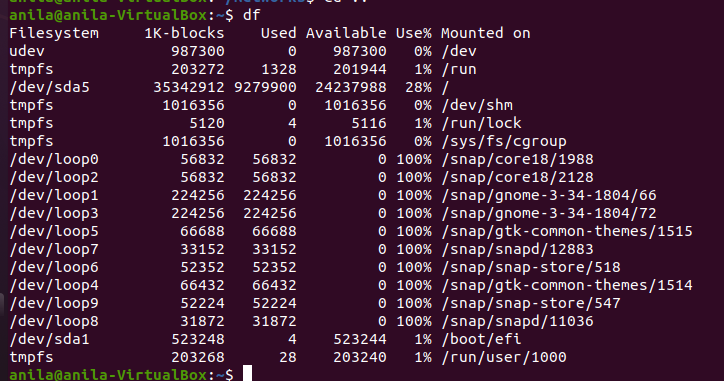 anila@anila-VirtualBox:~$ df
Filesystem     1K-blocks    Used Available Use% Mounted on
udev              987300       0    987300   0% /dev
tmpfs             203272    1328    201944   1% /run
/dev/sda5       35342912 9279900  24237988  28% /
tmpfs            1016356       0   1016356   0% /dev/shm
tmpfs               5120       4      5116   1% /run/lock
tmpfs            1016356       0   1016356   0% /sys/fs/cgroup
/dev/loop0         56832   56832         0 100% /snap/core18/1988
/dev/loop2         56832   56832         0 100% /snap/core18/2128
/dev/loop1        224256  224256         0 100% /snap/gnome-3-34-1804/66
/dev/loop3        224256  224256         0 100% /snap/gnome-3-34-1804/72
/dev/loop5         66688   66688         0 100% /snap/gtk-common-themes/1515
/dev/loop7         33152   33152         0 100% /snap/snapd/12883
/dev/loop6         52352   52352         0 100% /snap/snap-store/518
/dev/loop4         66432   66432         0 100% /snap/gtk-common-themes/1514
/dev/loop9         52224   52224         0 100% /snap/snap-store/547
/dev/loop8         31872   31872         0 100% /snap/snapd/11036
/dev/sda1         523248       4    523244   1% /boot/efi
tmpfs             203268      28    203240   1% /run/user/1000
anila@anila-VirtualBox:~$